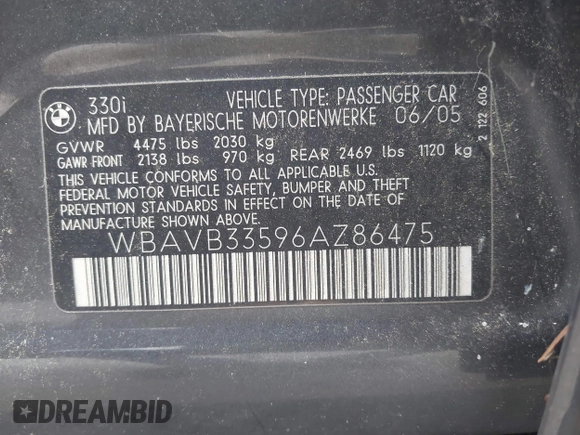 BMW
330i VEHICLE TYPE: PASSENGER CAR
MFD BY BAYERISCHE MOTORENWERKE 06/05
GVWR 4475 lbs 2030 kg
GAWR FRONT 2138 lbs 970 kg REAR 2469 lbs 1120 kg
THIS VEHICLE CONFORMS TO ALL APPLICABLE U.S.
FEDERAL MOTOR VEHICLE SAFETY, BUMPER AND THEFT
PREVENTION STANDARDS IN EFFECT ON THE DATE OF
MANUFACTURE SHOWN ABOVE.
WBAVB33596AZ86475
2 122 606
DREAMBID